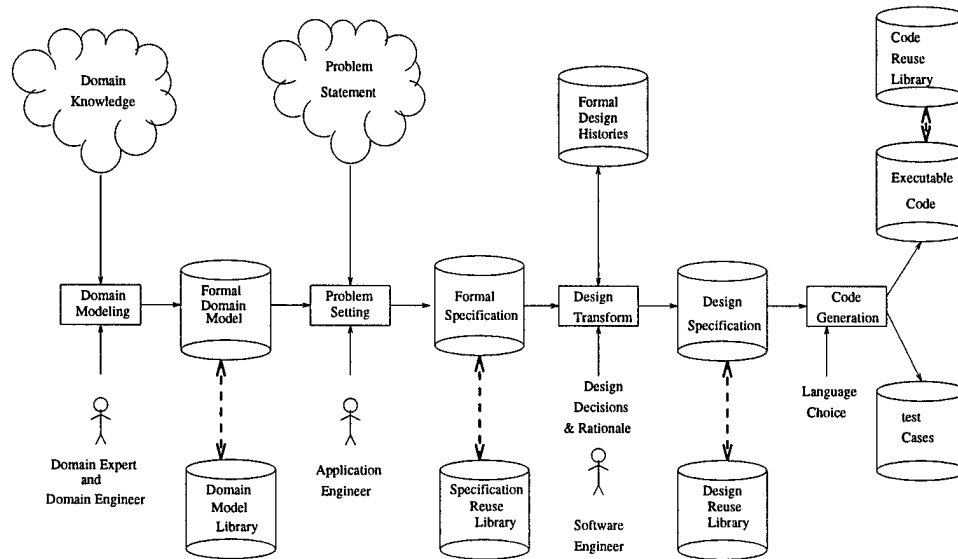 Domain
Knowledge
Problem
Statement
Formal
Design
Histories
Code
Reuse
Library
Executable
Code
Domain
Modeling
Formal
Domain
Model
Problem
Setting
Formal
Specification
Design
Transform
Design
Specification
Code
Generation
Domain Expert
and
Domain Engineer
Domain
Model
Library
Application
Engineer
Specification
Reuse
Library
Design
Decisions
& Rationale
Software
Engineer
Design
Reuse
Library
Language
Choice
test
Cases